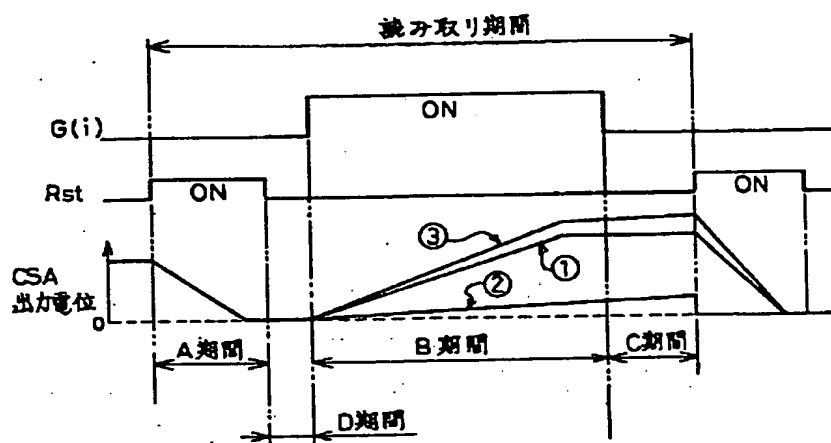 読み取り期間
G(i)
ON
Rst
ON
ON
③
①
CSA
出力電位
②
0
A期間
B期間
C期間
D期間